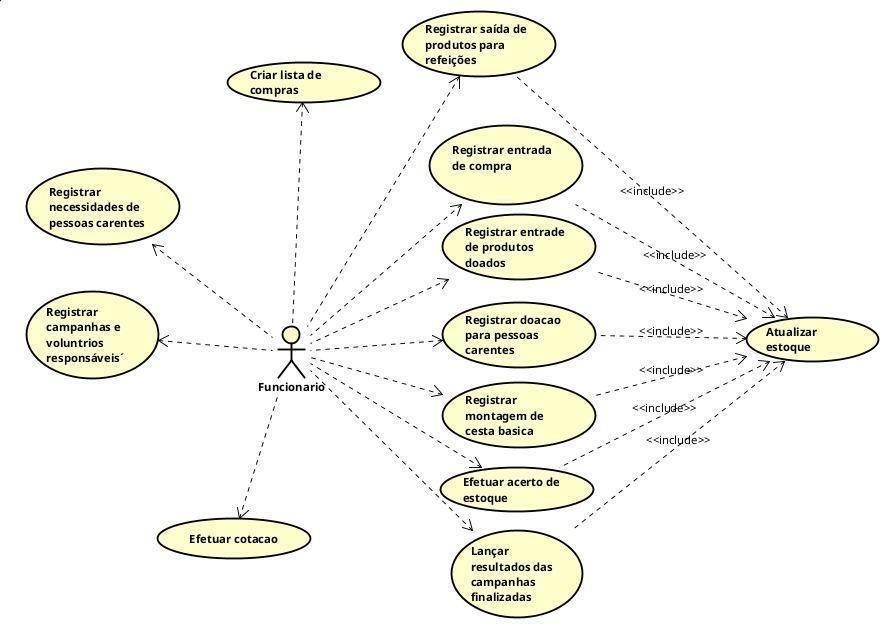 Registrar saída de
produtos para
refeições
Criar lista de
compras
Registrar entrada
de compra
Registrar
necessidades de
pessoas carentes
<<include>>
Registrar entrade
de produtos
doados
<<include>>
<<include>>
Registrar
campanhas e
voluntrios
responsáveis´
Registrar doacao
para pessoas
carentes
<<include>>
Atualizar
estoque
Funcionario
<<include>>
Registrar
montagem de
cesta basica
<<include>>
<<include>>
Efetuar acerto de
estoque
Efetuar cotacao
Lançar
resultados das
campanhas
finalizadas